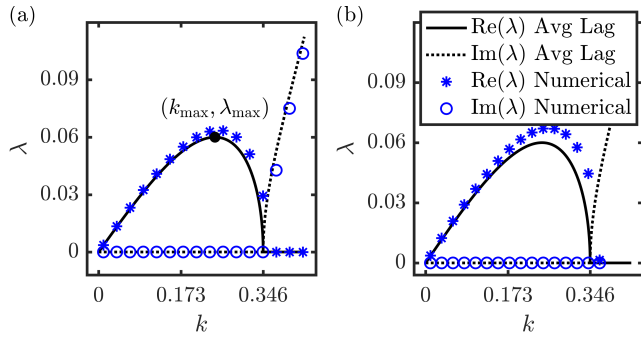 (a)
0.09
0.06
0.03
0
λ
(k_max, λ_max)
0
0.173
0.346
k
(b)
Re(λ) Avg Lag
Im(λ) Avg Lag
Re(λ) Numerical
Im(λ) Numerical
0.09
0.06
0.03
0
λ
0
0.173
0.346
k